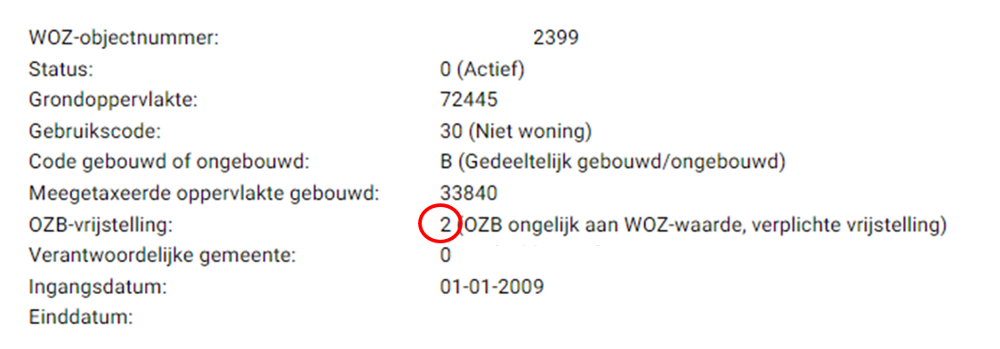 WOZ-objectnummer: 2399
Status: 0 (Actief)
Grondoppervlakte: 72445
Gebruikscode: 30 (Niet woning)
Code gebouwd of ongebouwd: B (Gedeeltelijk gebouwd/ongebouwd)
Meegetaxeerde oppervlakte gebouwd: 33840
OZB-vrijstelling: 2 (OZB ongelijk aan WOZ-waarde, verplichte vrijstelling)
Verantwoordelijke gemeente: 0
Ingangsdatum: 01-01-2009
Einddatum: